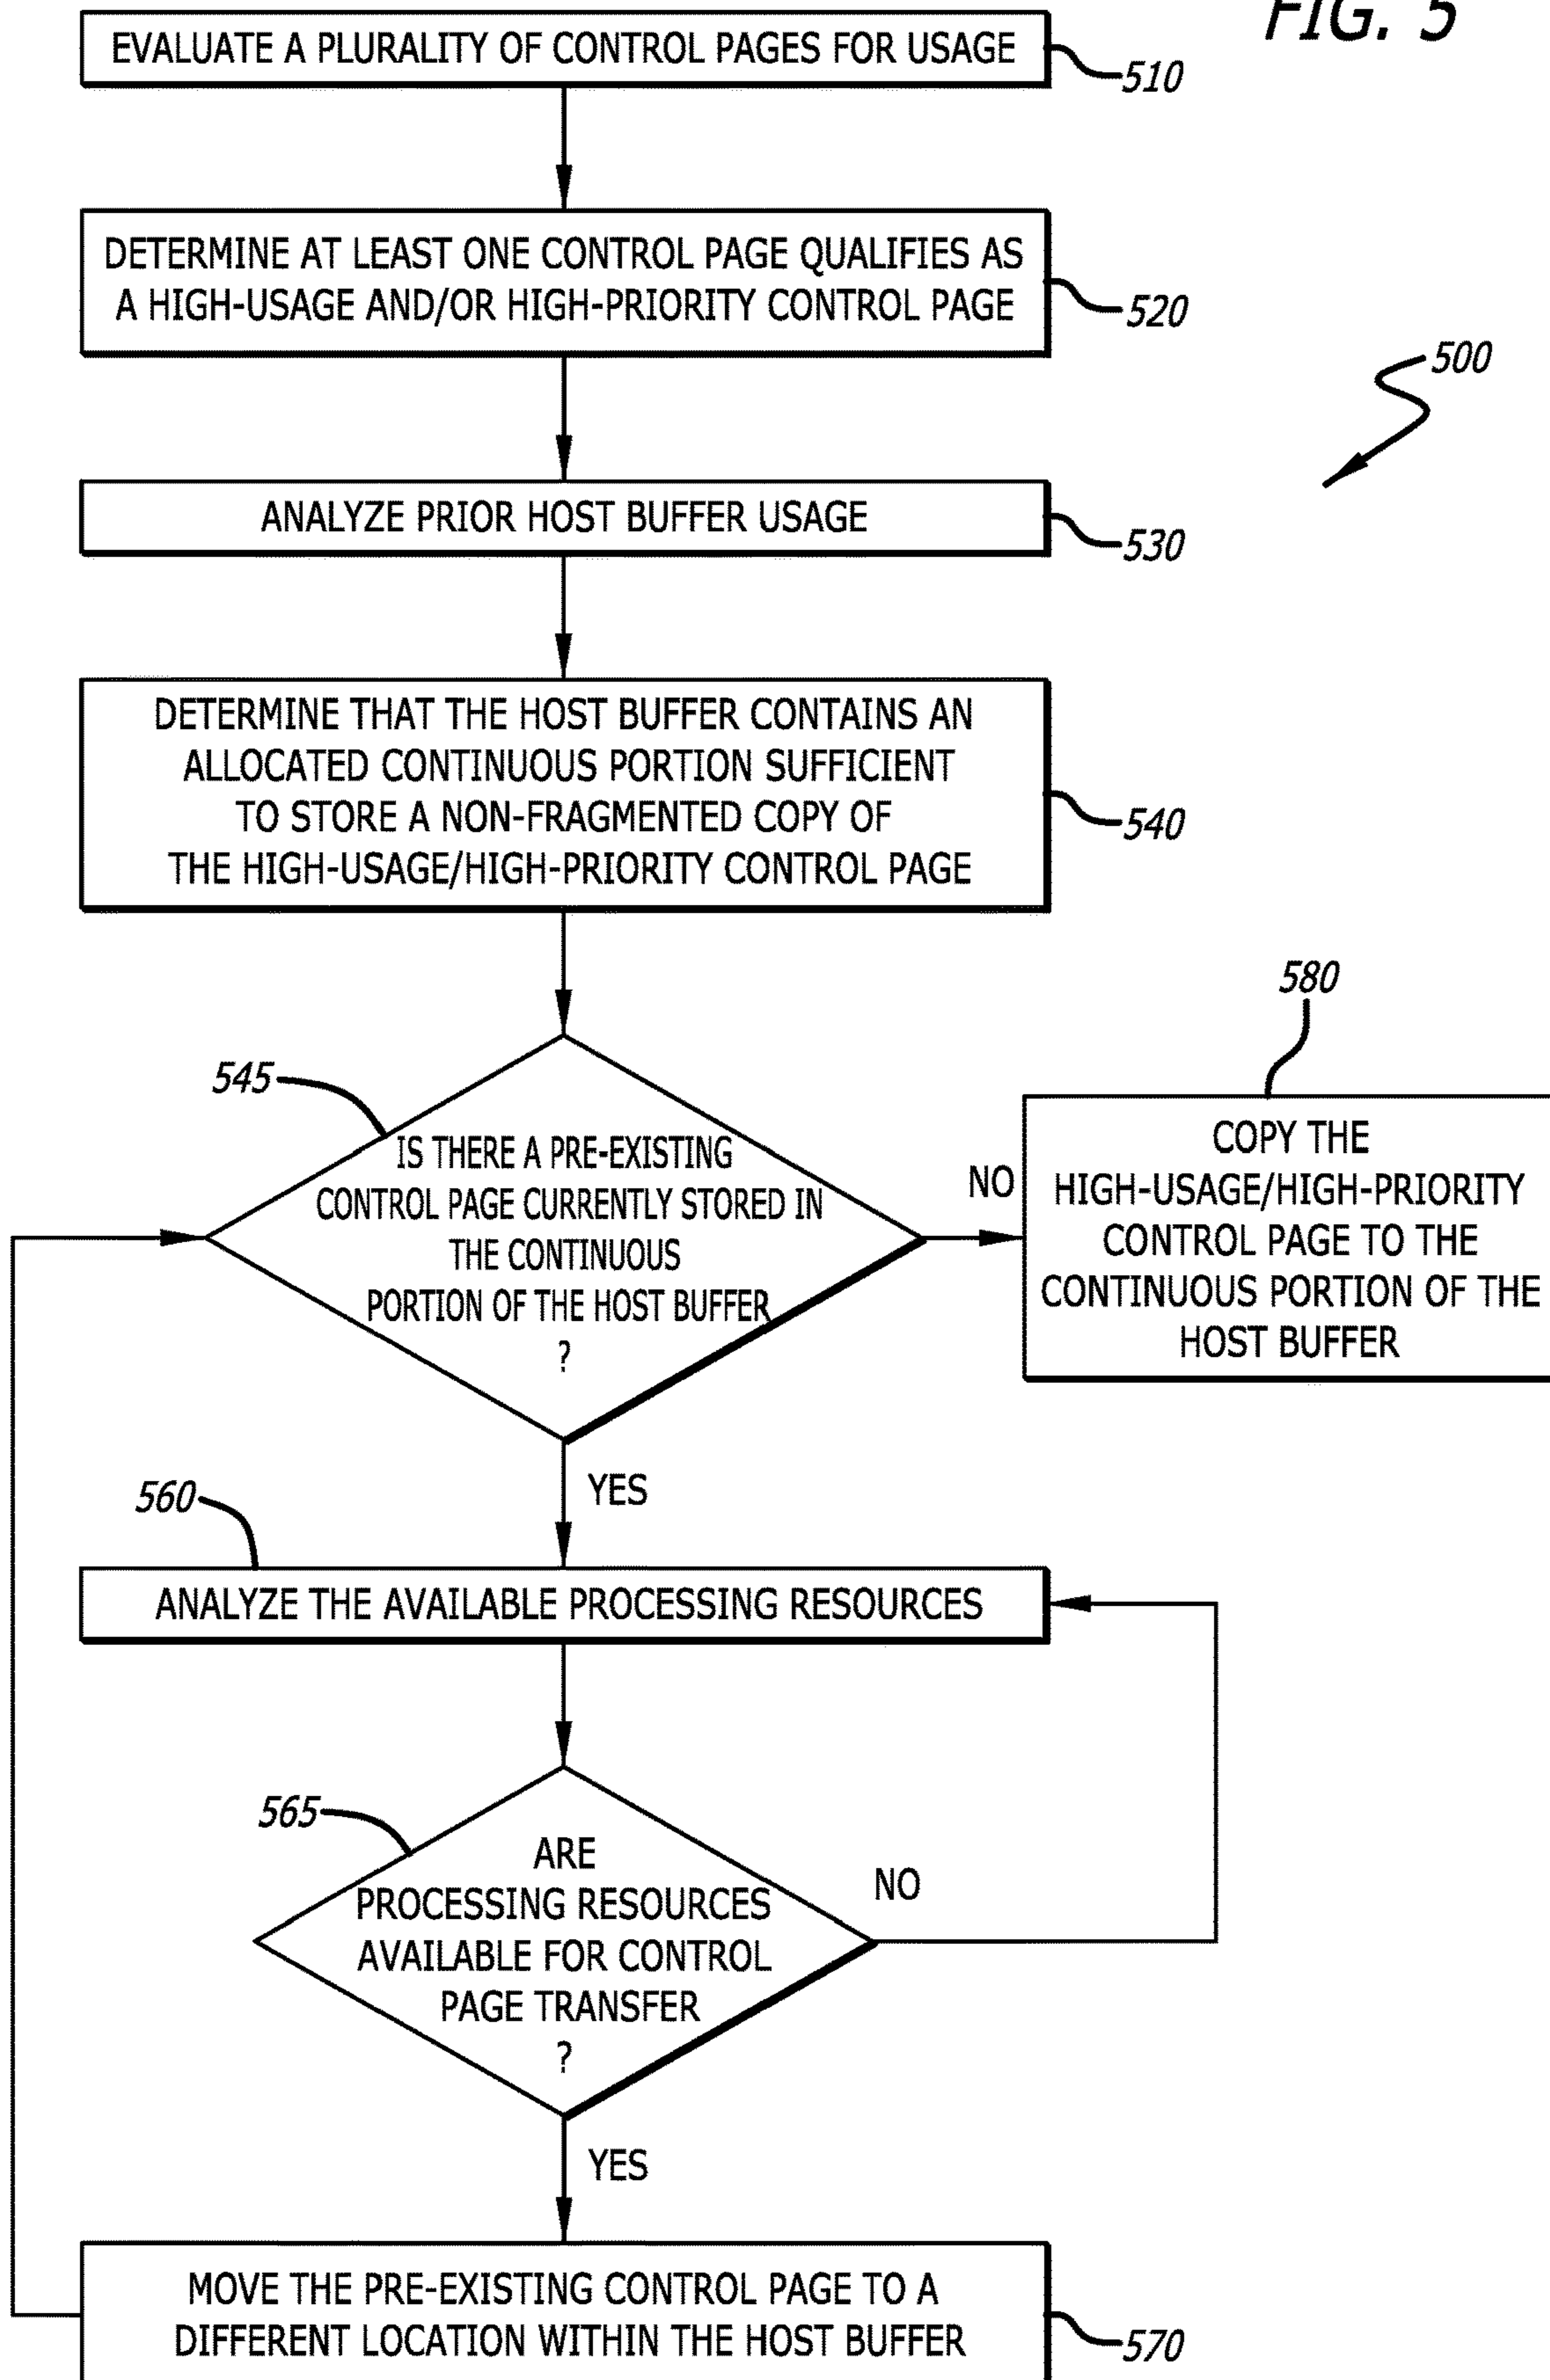 FIG. 5
EVALUATE A PLURALITY OF CONTROL PAGES FOR USAGE
510
DETERMINE AT LEAST ONE CONTROL PAGE QUALIFIES AS
A HIGH-USAGE AND/OR HIGH-PRIORITY CONTROL PAGE
520
500
ANALYZE PRIOR HOST BUFFER USAGE
530
DETERMINE THAT THE HOST BUFFER CONTAINS AN
ALLOCATED CONTINUOUS PORTION SUFFICIENT
TO STORE A NON-FRAGMENTED COPY OF
THE HIGH-USAGE/HIGH-PRIORITY CONTROL PAGE
540
545
IS THERE A PRE-EXISTING
CONTROL PAGE CURRENTLY STORED IN
THE CONTINUOUS
PORTION OF THE HOST BUFFER
?
NO
580
COPY THE
HIGH-USAGE/HIGH-PRIORITY
CONTROL PAGE TO THE
CONTINUOUS PORTION OF THE
HOST BUFFER
YES
560
ANALYZE THE AVAILABLE PROCESSING RESOURCES
565
ARE
PROCESSING RESOURCES
AVAILABLE FOR CONTROL
PAGE TRANSFER
?
NO
YES
MOVE THE PRE-EXISTING CONTROL PAGE TO A
DIFFERENT LOCATION WITHIN THE HOST BUFFER
570